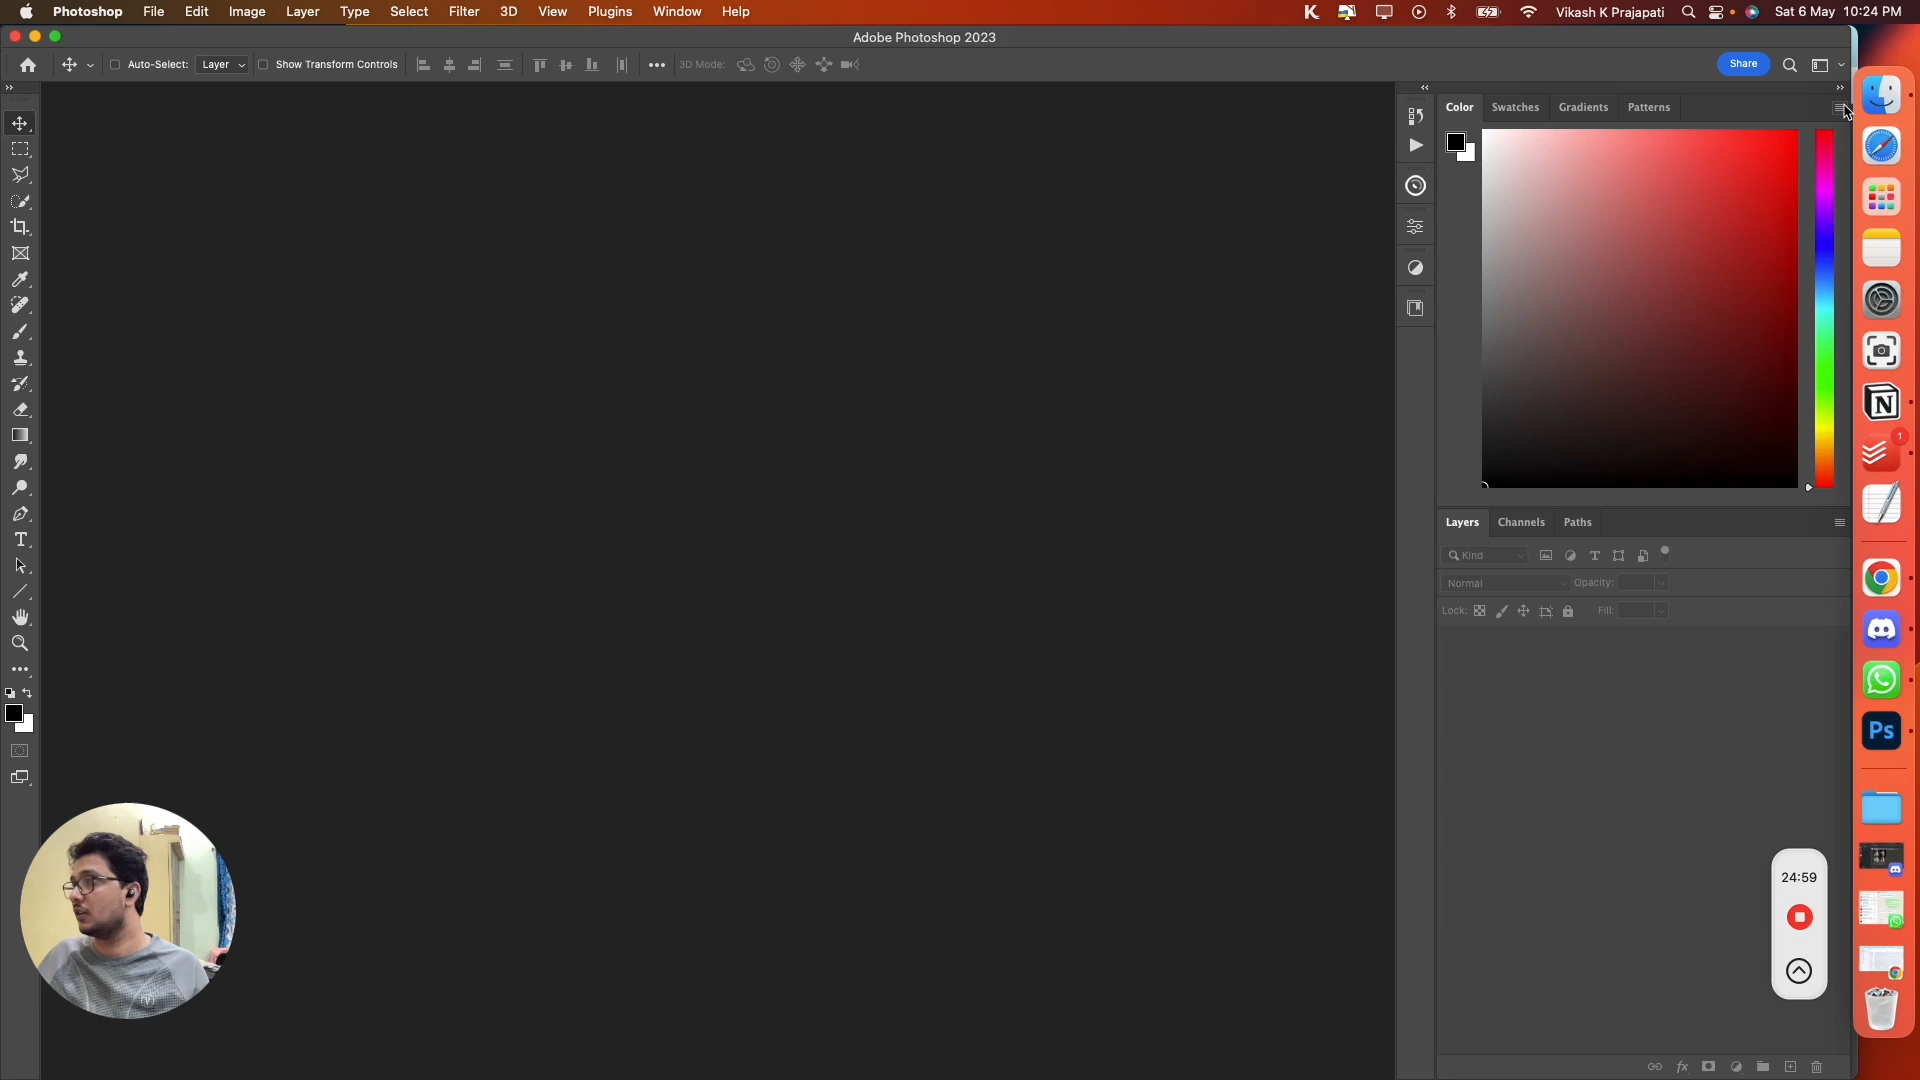 Photoshop File Edit Image Layer Type Select Filter 3D View Plugins Window Help Vikash K Prajapati Sat 6 May 10:24 PM
Adobe Photoshop 2023
Auto-Select: Layer Show Transform Controls 3D Mode: Share
Color Swatches Gradients Patterns
Layers Channels Paths
Kind
Normal Opacity:
Lock: Fill:
1
Ps
24:59